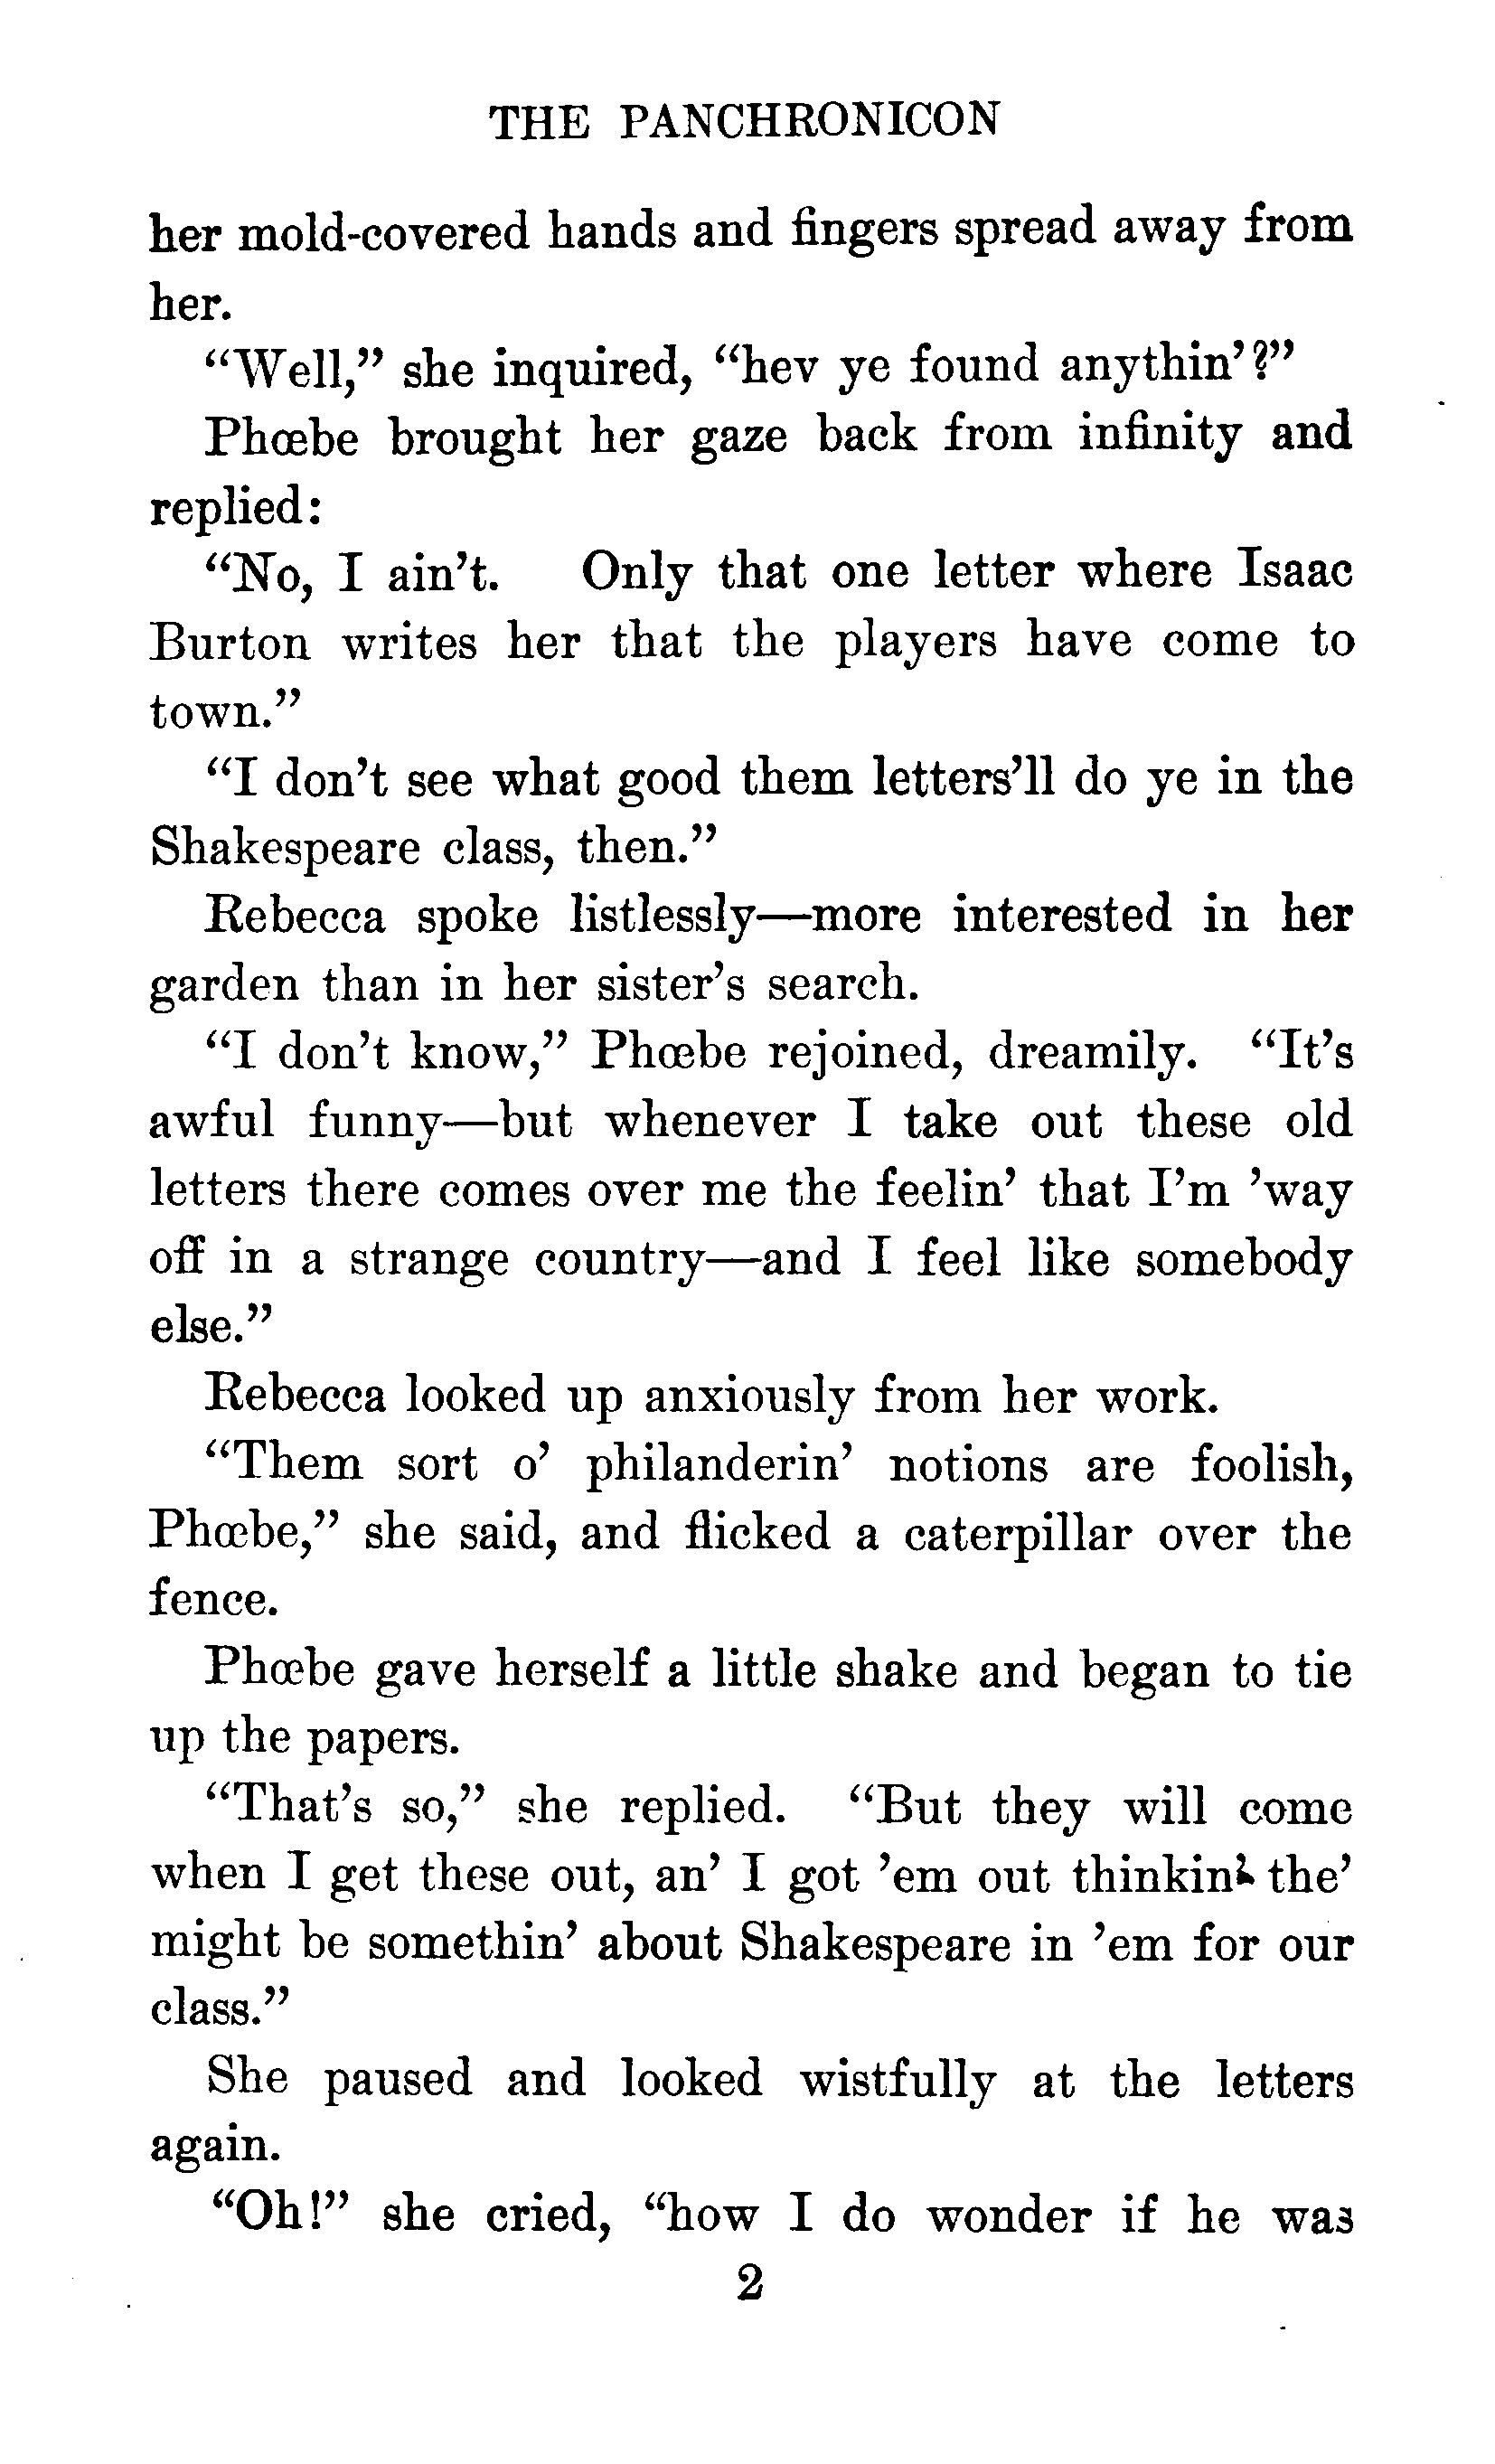 THE PANCHRONICON
her mold-covered hands and fingers spread away from
her.
“Well,” she inquired, “hev ye found anythin’?”
Phœbe brought her gaze back from infinity and
replied:
“No, I ain’t. Only that one letter where Isaac
Burton writes her that the players have come to
town.”
“I don’t see what good them letters’ll do ye in the
Shakespeare class, then.”
Rebecca spoke listlessly—more interested in her
garden than in her sister’s search.
“I don’t know,” Phœbe rejoined, dreamily. “It’s
awful funny—but whenever I take out these old
letters there comes over me the feelin’ that I’m ’way
off in a strange country—and I feel like somebody
else.”
Rebecca looked up anxiously from her work.
“Them sort o’ philanderin’ notions are foolish,
Phœbe,” she said, and flicked a caterpillar over the
fence.
Phœbe gave herself a little shake and began to tie
up the papers.
“That’s so,” she replied. “But they will come
when I get these out, an’ I got ’em out thinkin’ the’
might be somethin’ about Shakespeare in ’em for our
class.”
She paused and looked wistfully at the letters
again.
“Oh!” she cried, “how I do wonder if he was
2